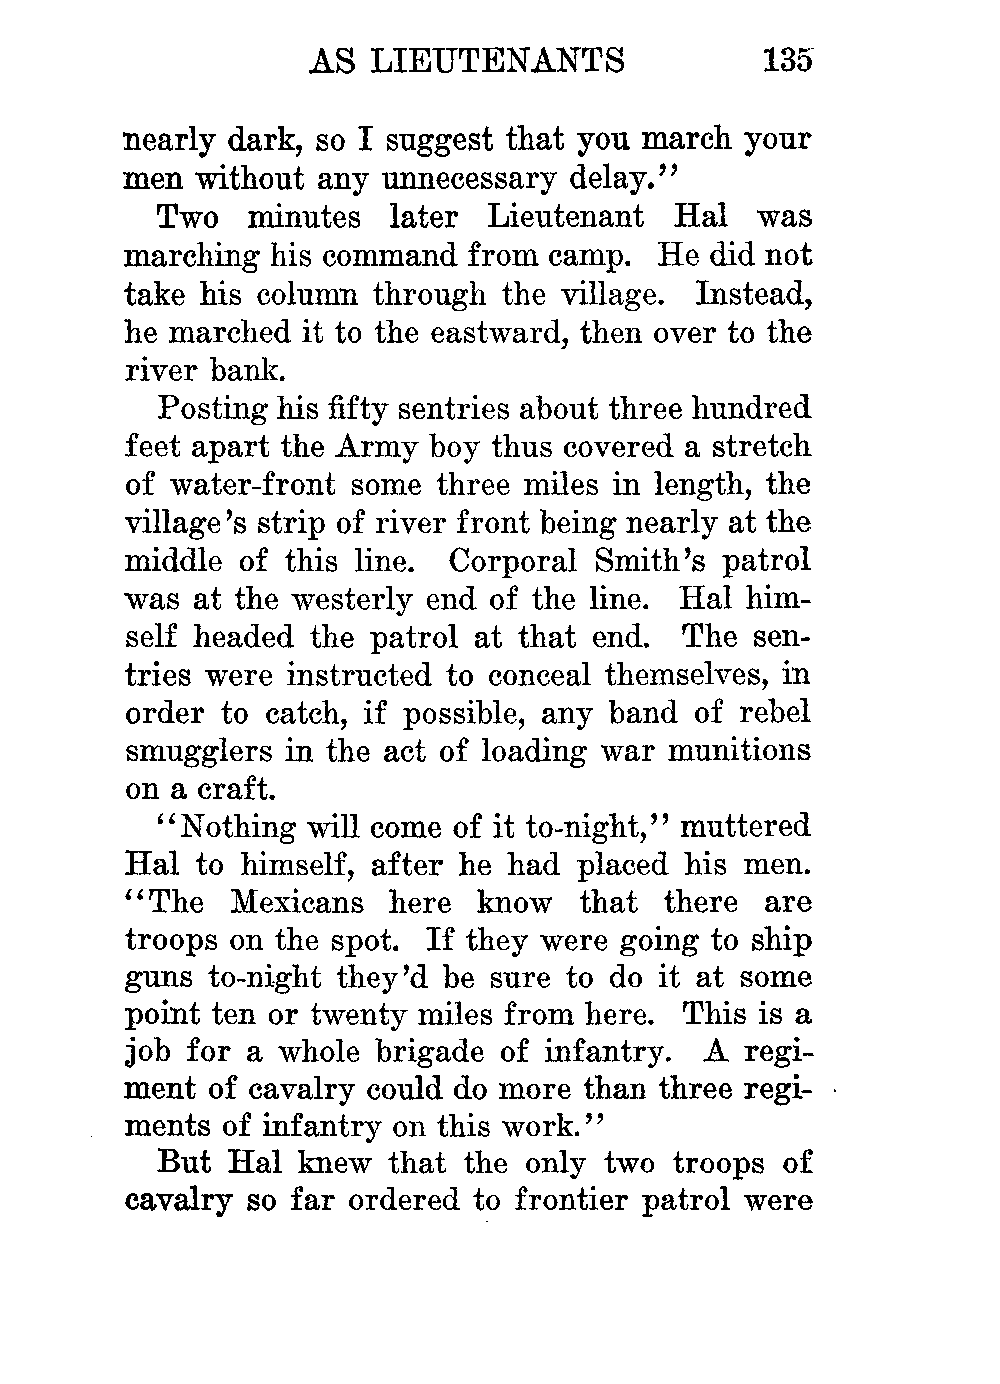 AS LIEUTENANTS 135
nearly dark, so I suggest that you march your
men without any unnecessary delay.’’
Two minutes later Lieutenant Hal was
marching his command from camp. He did not
take his column through the village. Instead,
he marched it to the eastward, then over to the
river bank.
Posting his fifty sentries about three hundred
feet apart the Army boy thus covered a stretch
of water-front some three miles in length, the
village’s strip of river front being nearly at the
middle of this line. Corporal Smith’s patrol
was at the westerly end of the line. Hal him-
self headed the patrol at that end. The sen-
tries were instructed to conceal themselves, in
order to catch, if possible, any band of rebel
smugglers in the act of loading war munitions
on a craft.
‘‘Nothing will come of it to-night,’’ muttered
Hal to himself, after he had placed his men.
‘‘The Mexicans here know that there are
troops on the spot. If they were going to ship
guns to-night they’d be sure to do it at some
point ten or twenty miles from here. This is a
job for a whole brigade of infantry. A regi-
ment of cavalry could do more than three regi-
ments of infantry on this work.’’
But Hal knew that the only two troops of
cavalry so far ordered to frontier patrol were